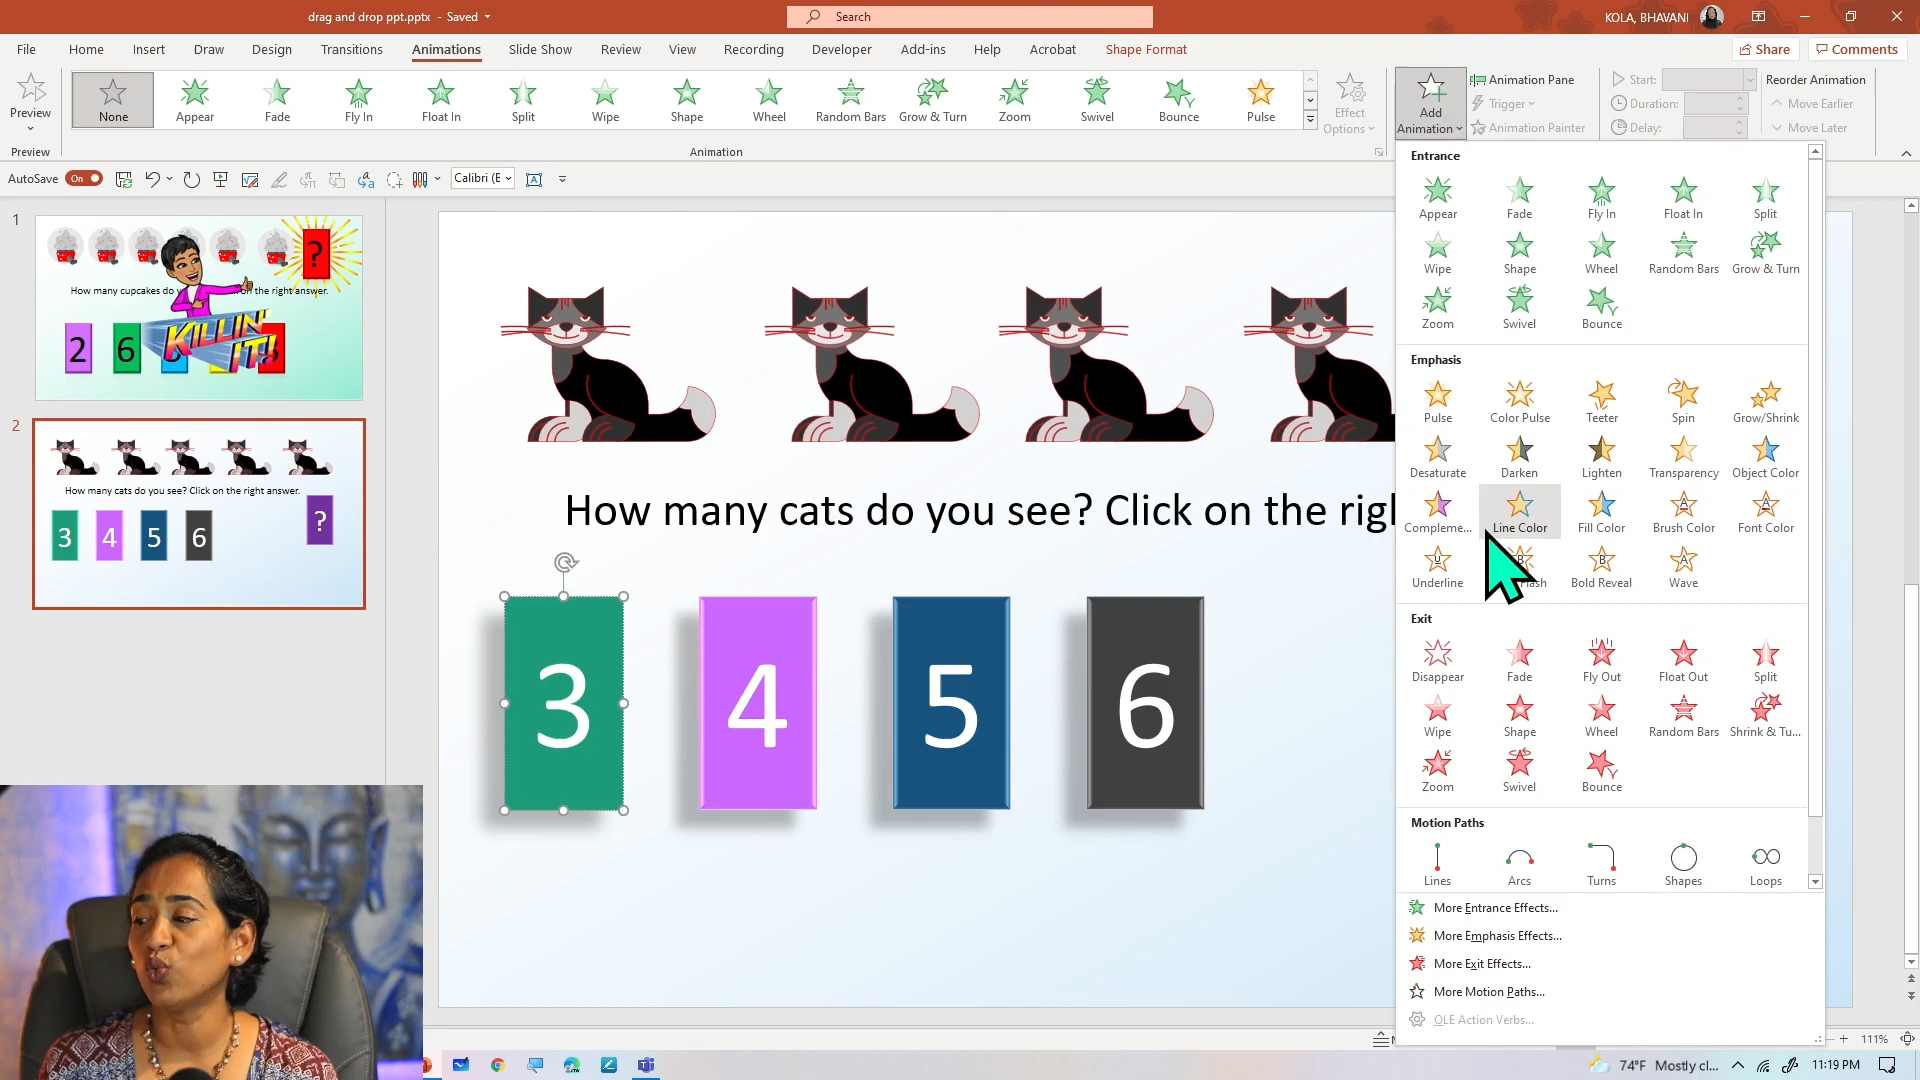 drag and drop ppt.pptx - Saved
Search
KOLA, BHAVANI
File Home Insert Draw Design Transitions Animations Slide Show Review View Recording Developer Add-ins Help Acrobat Shape Format
Share Comments
Preview
Preview
None Appear Fade Fly In Float In Split Wipe Shape Wheel Random Bars Grow & Turn Zoom Swivel Bounce Pulse
Animation
Effect
Options
Add
Animation
Animation Pane
Trigger
Animation Painter
Start:
Duration:
Delay:
Reorder Animation
Move Earlier
Move Later
AutoSave On
Calibri (E
1
?
How many cupcakes do
on the right answer.
2 6
KILLIN'
IT!
2
How many cats do you see? Click on the right answer.
3 4 5 6 ?
How many cats do you see? Click on the righ
3 4 5 6
Entrance
Appear Fade Fly In Float In Split
Wipe Shape Wheel Random Bars Grow & Turn
Zoom Swivel Bounce
Emphasis
Pulse Color Pulse Teeter Spin Grow/Shrink
Desaturate Darken Lighten Transparency Object Color
Compleme... Line Color Fill Color Brush Color Font Color
Underline Bold Reveal Wave
Exit
Disappear Fade Fly Out Float Out Split
Wipe Shape Wheel Random Bars Shrink & Tu...
Zoom Swivel Bounce
Motion Paths
Lines Arcs Turns Shapes Loops
More Entrance Effects...
More Emphasis Effects...
More Exit Effects...
More Motion Paths...
OLE Action Verbs...
111%
74°F Mostly cl...
11:19 PM